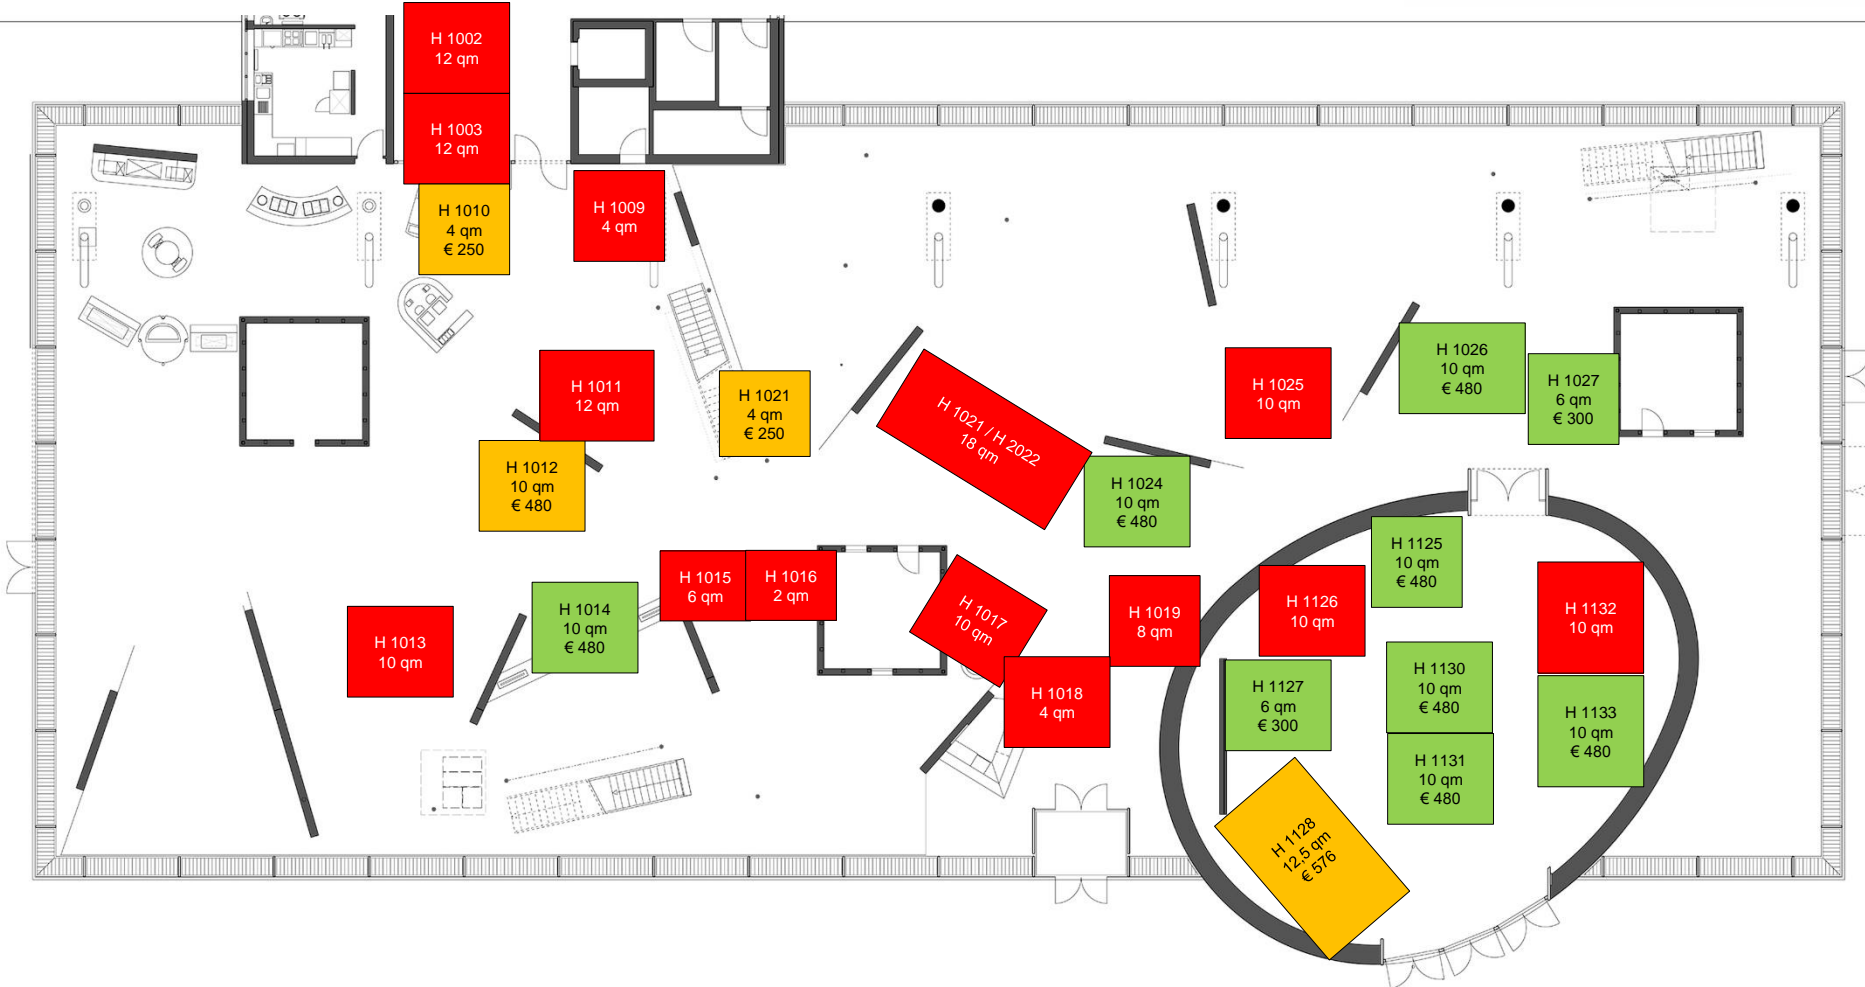 H 1002
12 qm
H 1003
12 qm
H 1010
4 qm
€ 250
H 1009
4 qm
H 1011
12 qm
H 1021
4 qm
€ 250
H 1012
10 qm
€ 480
H 1021 / H 2022
18 qm
H 1025
10 qm
H 1026
10 qm
€ 480
H 1027
6 qm
€ 300
H 1024
10 qm
€ 480
H 1013
10 qm
H 1014
10 qm
€ 480
H 1015
6 qm
H 1016
2 qm
H 1017
10 qm
H 1018
4 qm
H 1019
8 qm
H 1125
10 qm
€ 480
H 1126
10 qm
H 1132
10 qm
H 1127
6 qm
€ 300
H 1130
10 qm
€ 480
H 1133
10 qm
€ 480
H 1131
10 qm
€ 480
H 1128
12,5 qm
€ 576